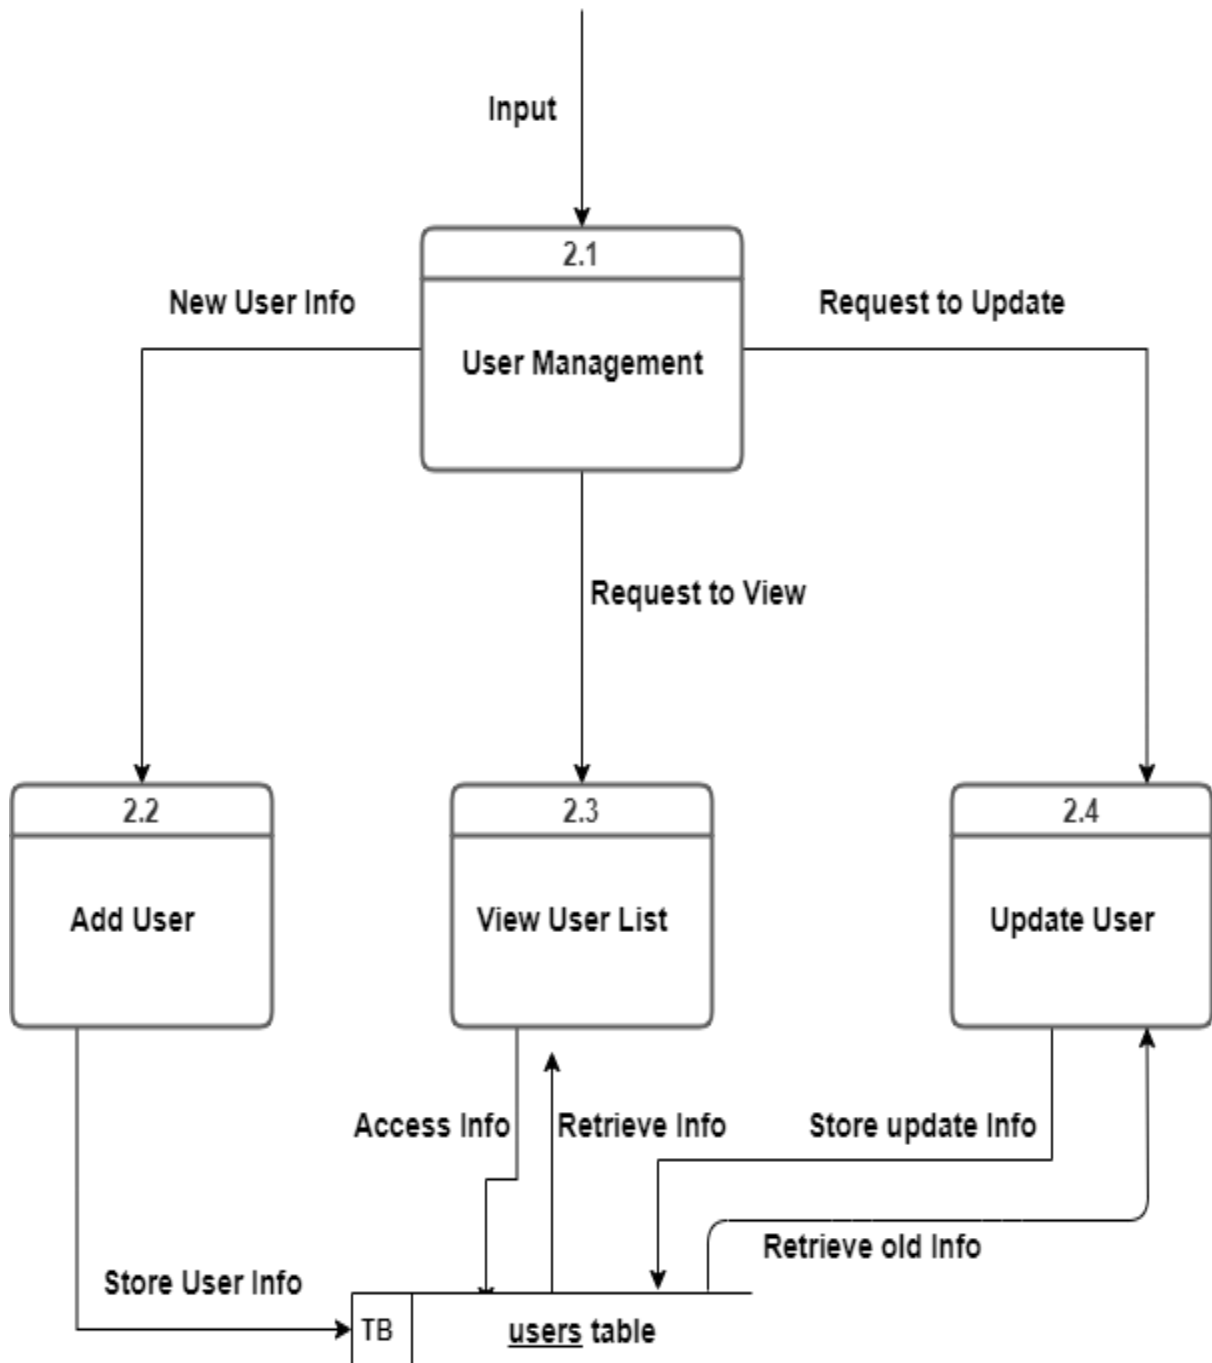 Input
2.1
New User Info
Request to Update
User Management
Request to View
2.2
2.3
2.4
Add User
View User List
Update User
Access Info
Retrieve Info
Store update Info
Retrieve old Info
Store User Info
TB
users table